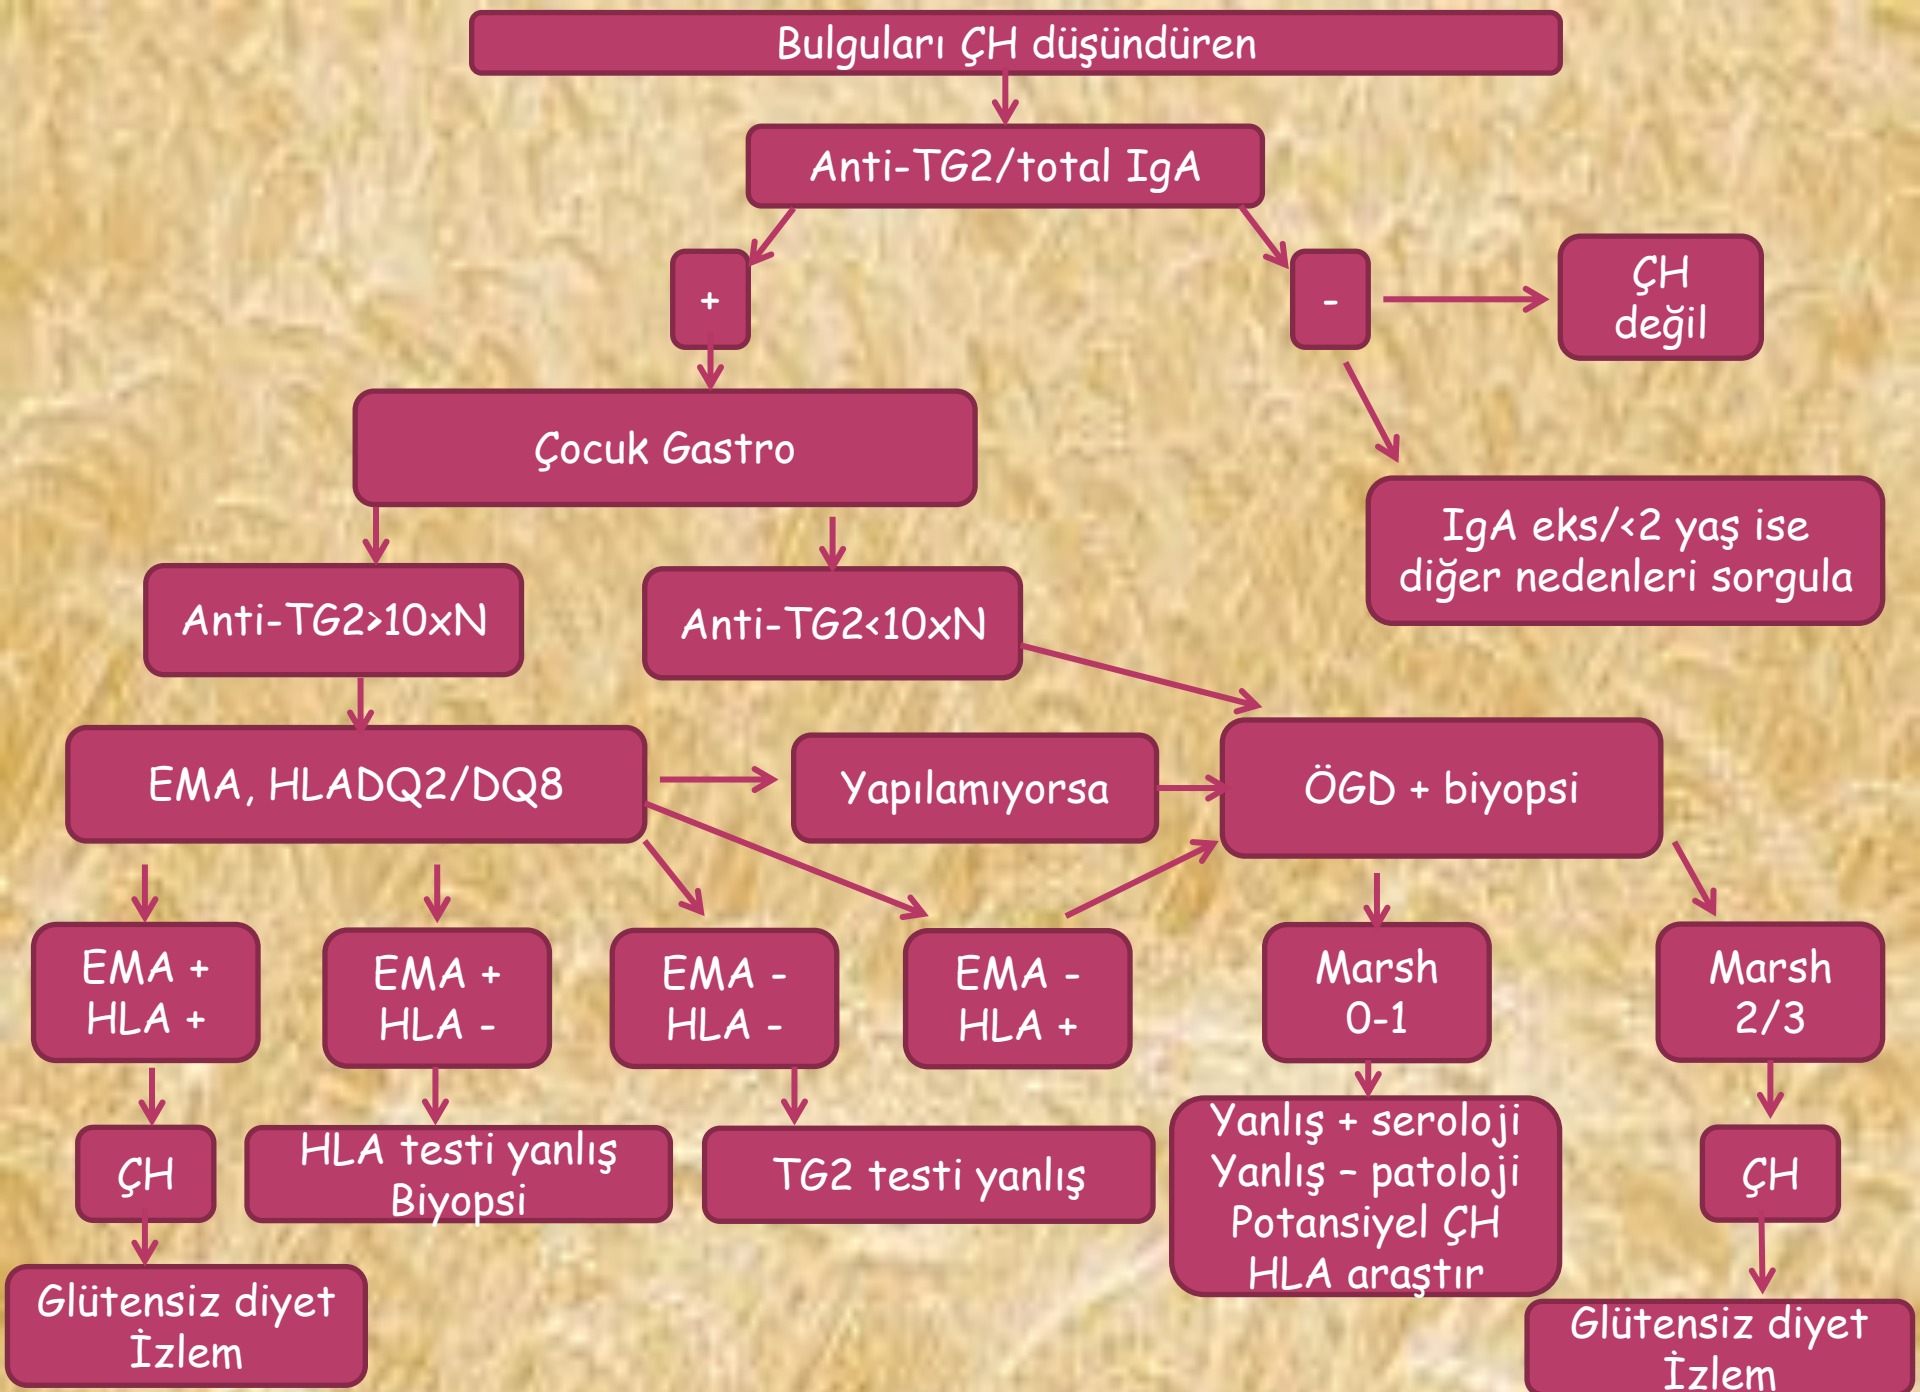 Bulguları ÇH düşündüren
Anti-TG2/total IgA
+
-
ÇH
değil
Çocuk Gastro
IgA eks/<2 yaş ise
diğer nedenleri sorgula
Anti-TG2>10xN
Anti-TG2<10xN
EMA, HLADQ2/DQ8
Yapılamıyorsa
ÖGD + biyopsi
EMA +
HLA +
EMA +
HLA -
EMA -
HLA -
EMA -
HLA +
Marsh
0-1
Marsh
2/3
ÇH
HLA testi yanlış
Biyopsi
TG2 testi yanlış
Yanlış + seroloji
Yanlış – patoloji
Potansiyel ÇH
HLA araştır
ÇH
Glütensiz diyet
İzlem
Glütensiz diyet
İzlem